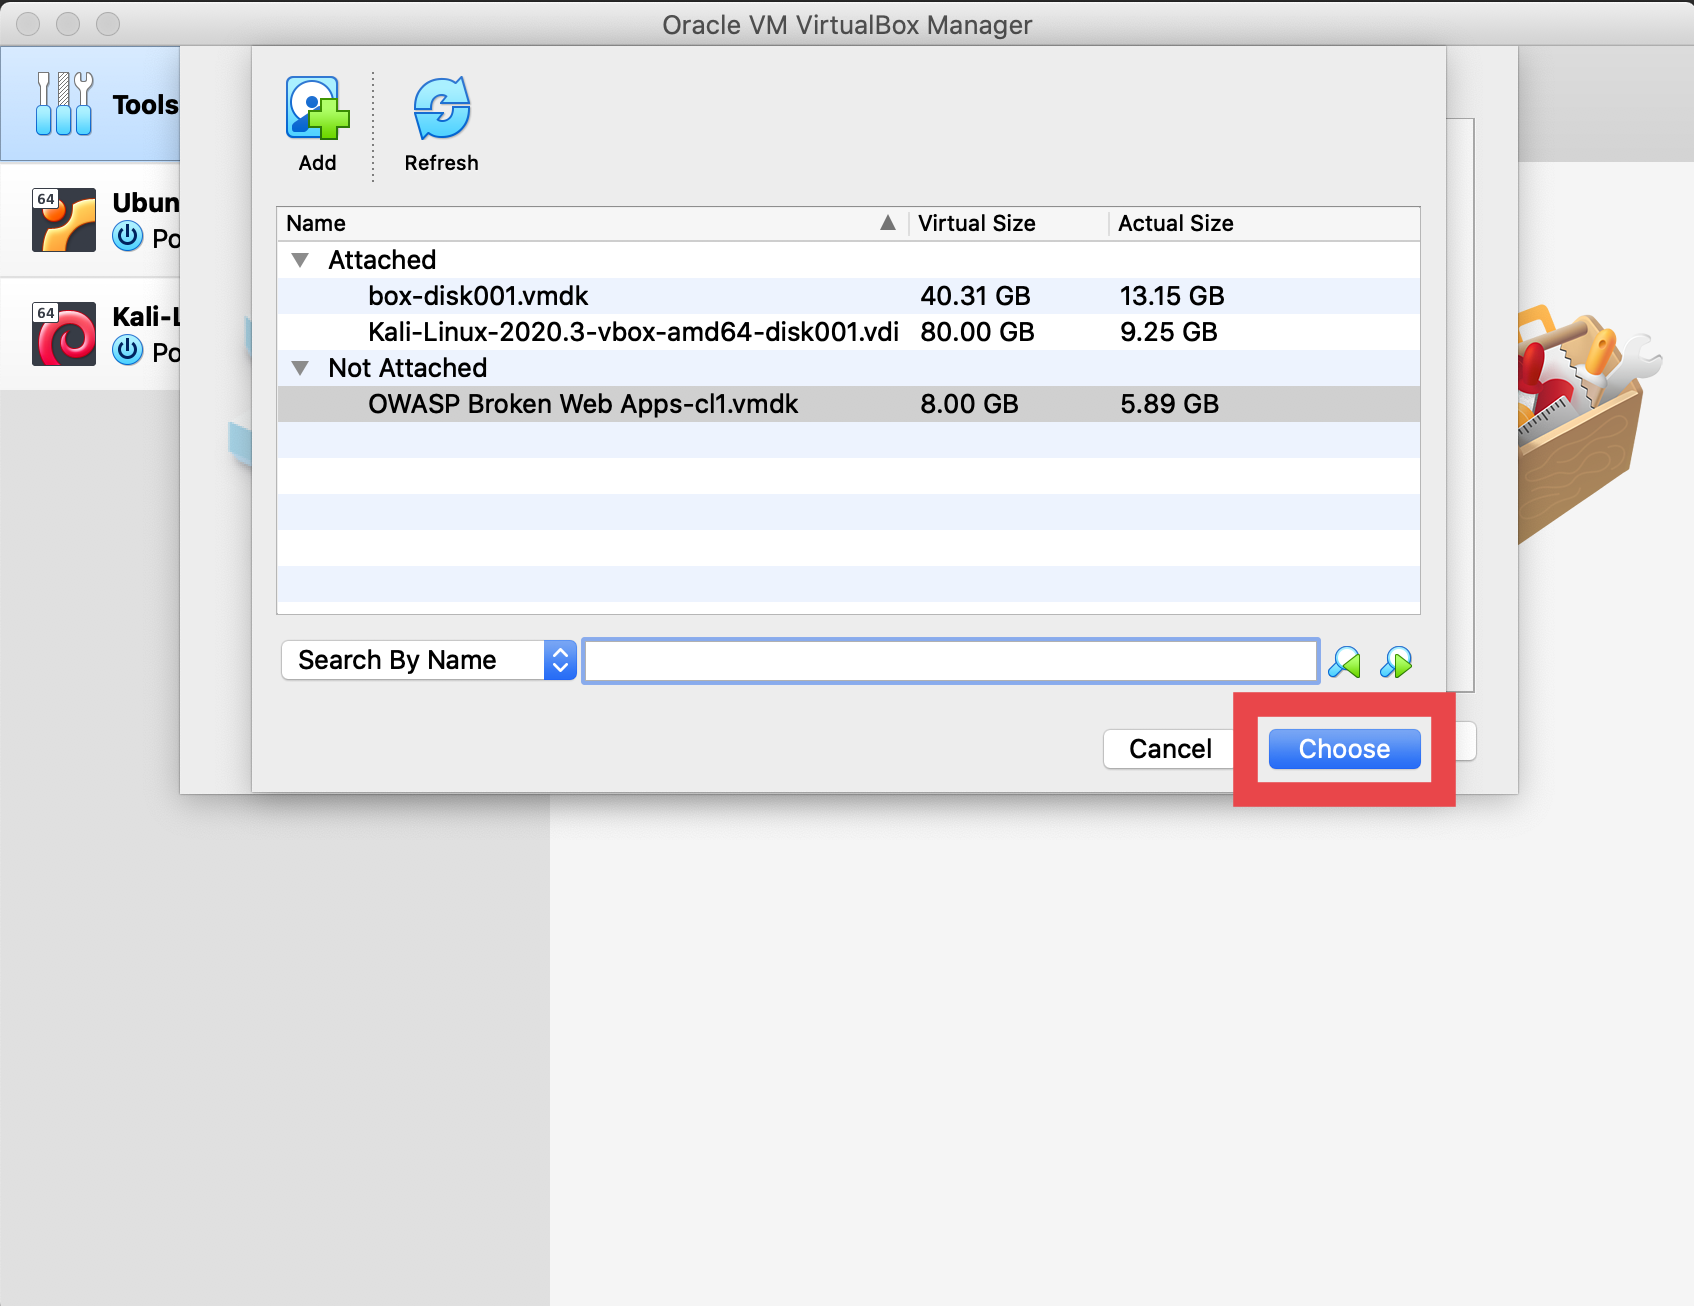 Oracle VM VirtualBox Manager
Tools
Add
Refresh
64
Ubun
Po
64
Kali-L
Po
Name Virtual Size Actual Size
Attached
box-disk001.vmdk 40.31 GB 13.15 GB
Kali-Linux-2020.3-vbox-amd64-disk001.vdi 80.00 GB 9.25 GB
Not Attached
OWASP Broken Web Apps-cl1.vmdk 8.00 GB 5.89 GB
Search By Name
Cancel Choose